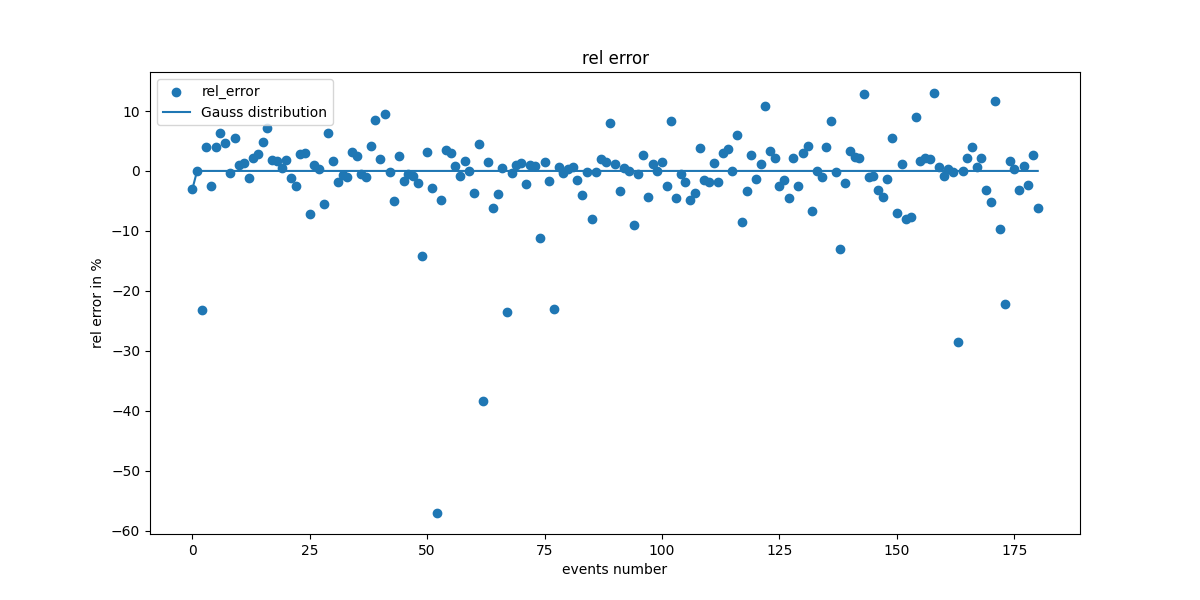 rel error
rel_error
Gauss distribution
10
0
−10
−20
−30
−40
−50
−60
rel error in %
0 25 50 75 100 125 150 175
events number